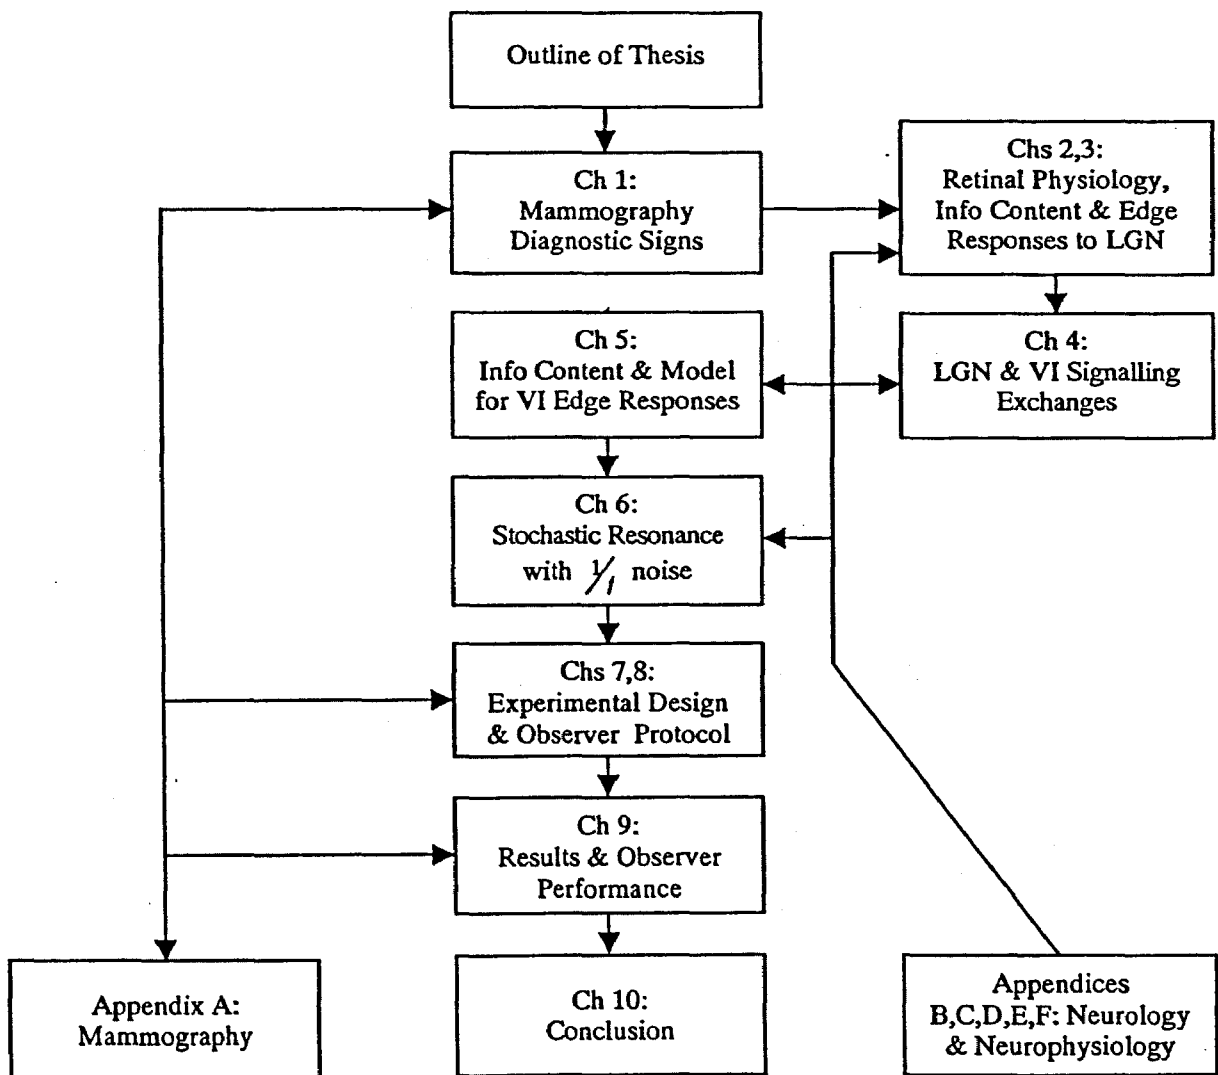 Outline of Thesis
Ch 1:
Mammography
Diagnostic Signs
Chs 2,3:
Retinal Physiology,
Info Content & Edge
Responses to LGN
Ch 5:
Info Content & Model
for VI Edge Responses
Ch 4:
LGN & VI Signalling
Exchanges
Ch 6:
Stochastic Resonance
with 1/f noise
Chs 7,8:
Experimental Design
& Observer Protocol
Ch 9:
Results & Observer
Performance
Appendix A:
Mammography
Ch 10:
Conclusion
Appendices
B,C,D,E,F: Neurology
& Neurophysiology